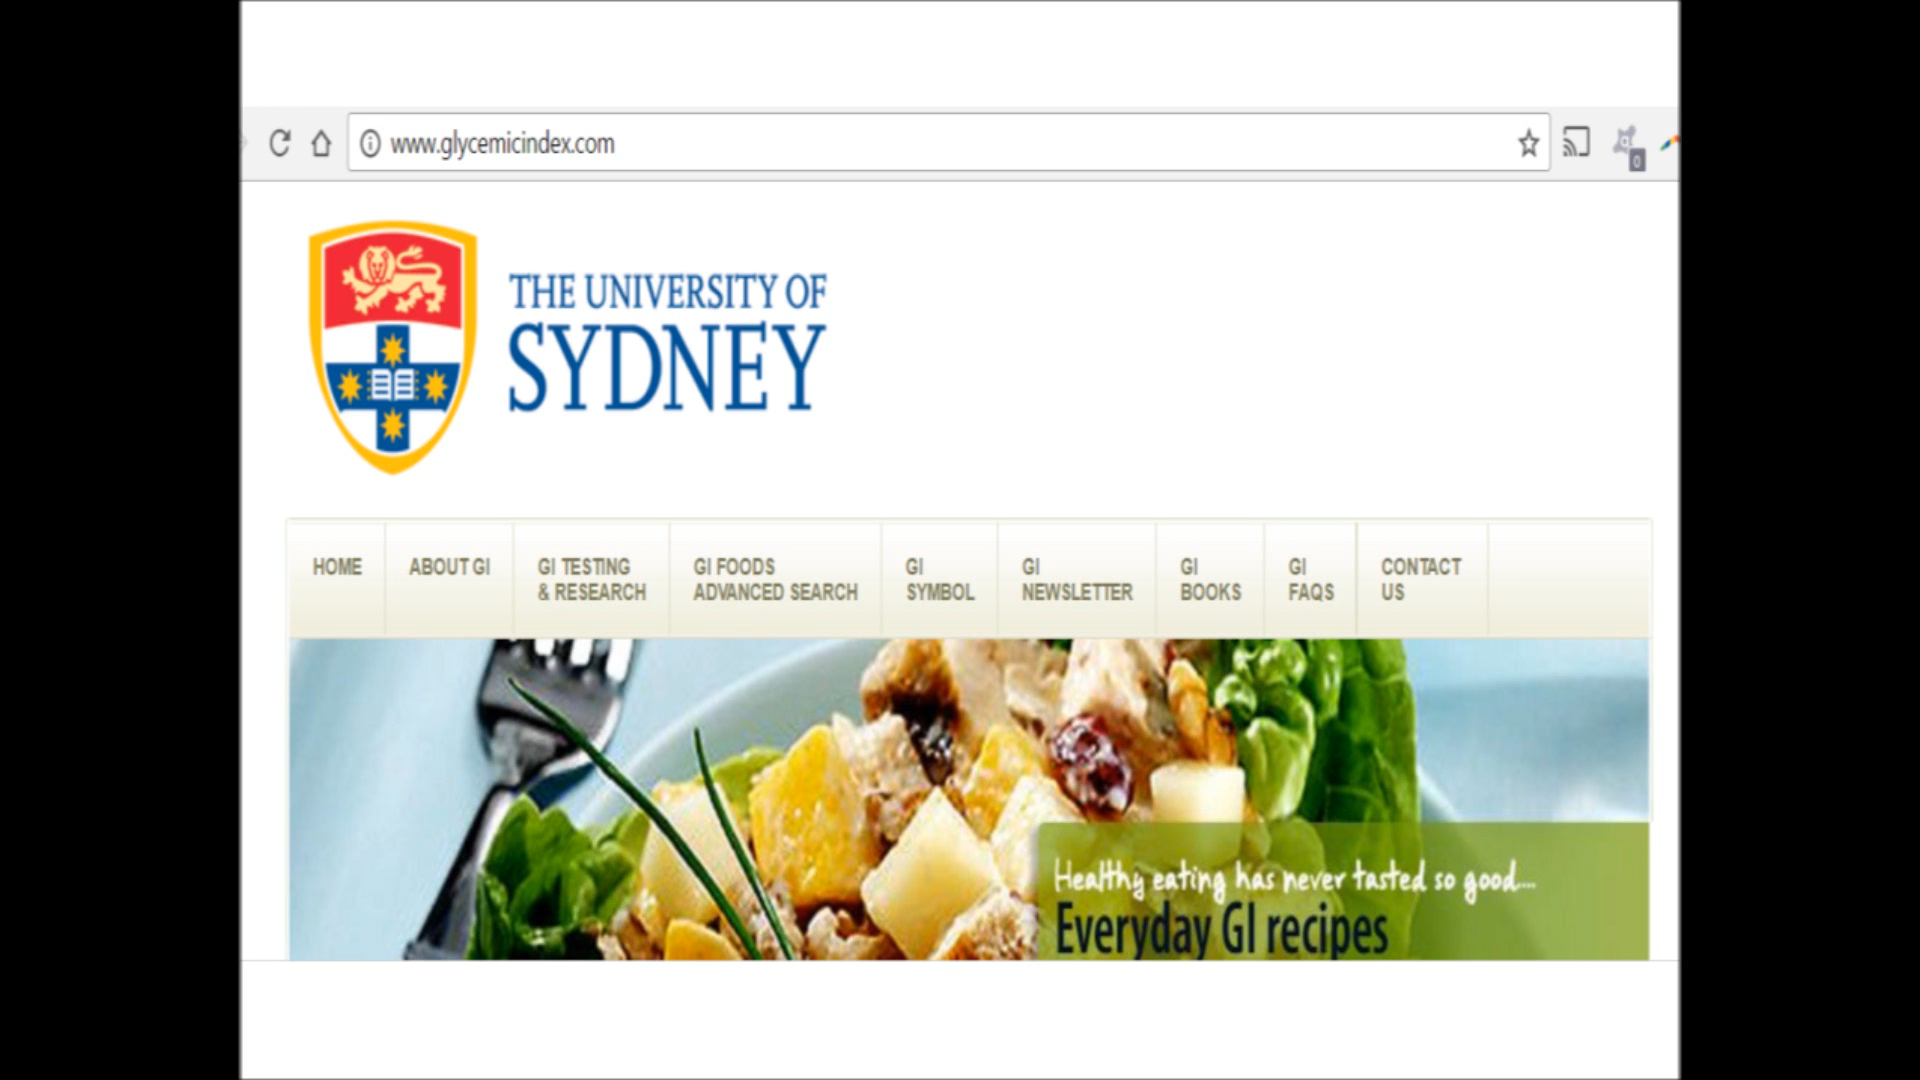 www.glycemicindex.com
0
THE UNIVERSITY OF
SYDNEY
HOME
ABOUT GI
GI TESTING
& RESEARCH
GI FOODS
ADVANCED SEARCH
GI
SYMBOL
GI
NEWSLETTER
GI
BOOKS
GI
FAQS
CONTACT
US
Healthy eating has never tasted so good....
Everyday GI recipes